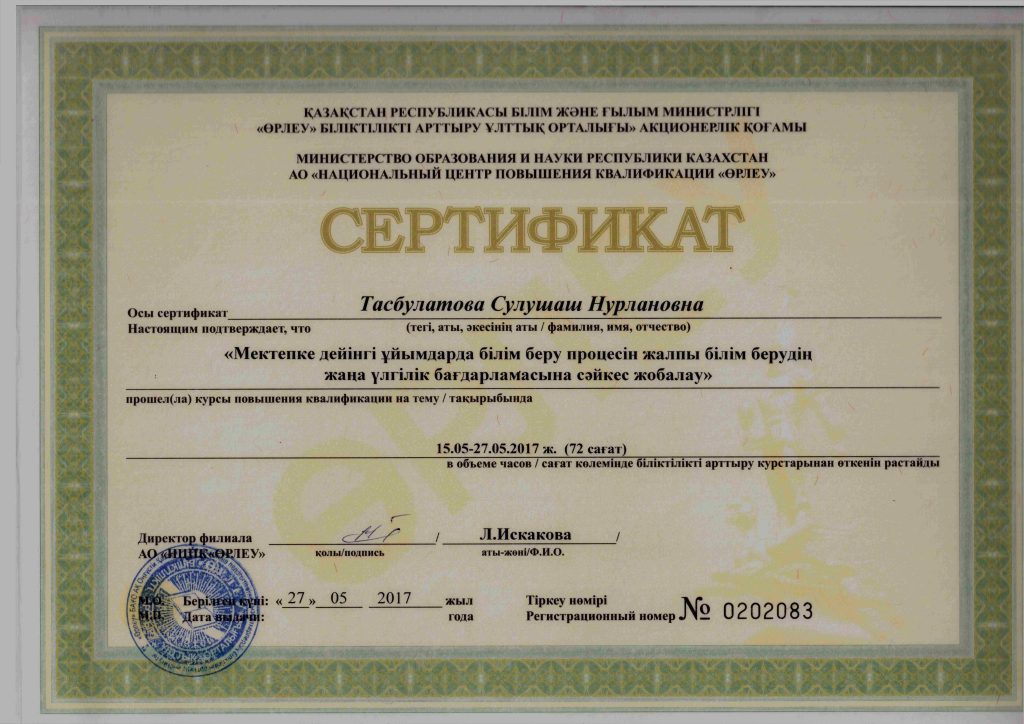 ҚАЗАҚСТАН РЕСПУБЛИКАСЫ БІЛІМ ЖӘНЕ ҒЫЛЫМ МИНИСТРЛІГІ
«ӨРЛЕУ» БІЛІКТІЛІКТІ АРТТЫРУ ҰЛТТЫҚ ОРТАЛЫҒЫ» АКЦИОНЕРЛІК ҚОҒАМЫ
МИНИСТЕРСТВО ОБРАЗОВАНИЯ И НАУКИ РЕСПУБЛИКИ КАЗАХСТАН
АО «НАЦИОНАЛЬНЫЙ ЦЕНТР ПОВЫШЕНИЯ КВАЛИФИКАЦИИ «ӨРЛЕУ»
СЕРТИФИКАТ
Осы сертификат Тасбулатова Сулушаш Нурлановна
Настоящим подтверждает, что (тегі, аты, әкесінің аты / фамилия, имя, отчество)
«Мектепке дейінгі ұйымдарда білім беру процесін жалпы білім берудің
жаңа үлгілік бағдарламасына сәйкес жобалау»
прошел(ла) курсы повышения квалификации на тему / тақырыбында
15.05-27.05.2017 ж. (72 сағат)
в объеме часов / сағат көлемінде біліктілікті арттыру курстарынан өткенін растайды
Директор филиала / Л.Искакова /
АО «НЦПК«ӨРЛЕУ» қолы/подпись аты-жөні/Ф.И.О.
М.О. Берілген күні: « 27 » 05 2017 жыл Тіркеу нөмірі
М.П. Дата выдачи: года Регистрационный номер № 0202083
ӨРЛЕУ